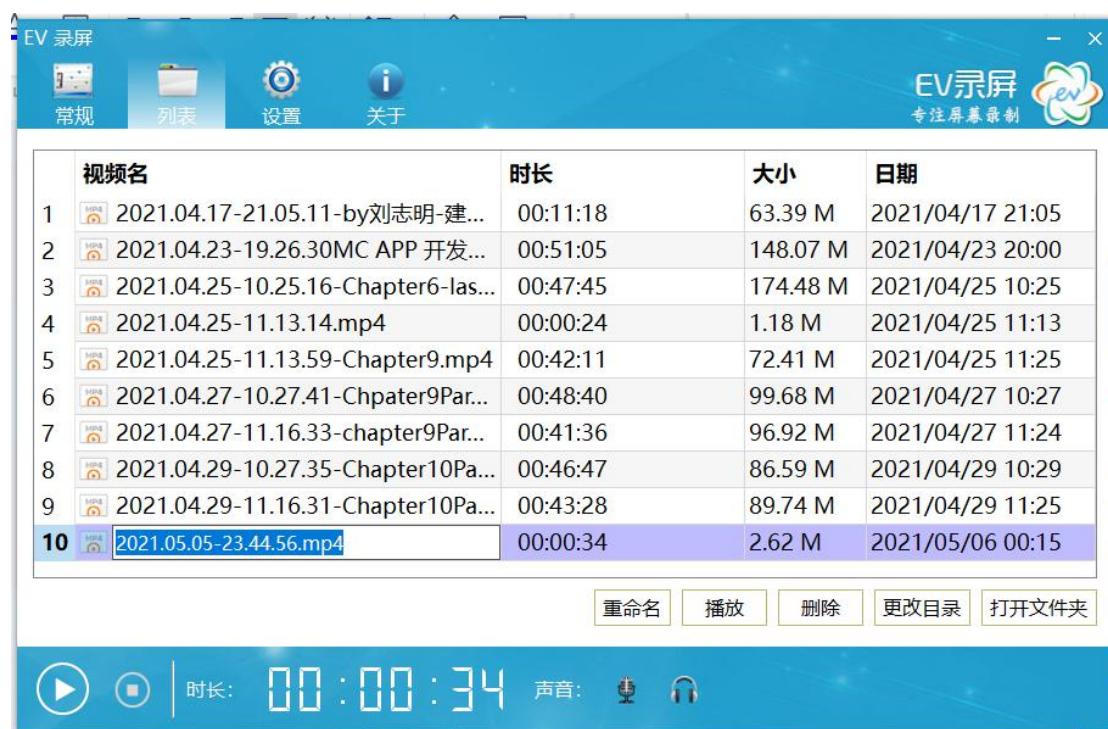 EV 录屏
常规 列表 设置 关于
EV录屏
专注屏幕录制
视频名 时长 大小 日期
1 2021.04.17-21.05.11-by刘志明-建... 00:11:18 63.39 M 2021/04/17 21:05
2 2021.04.23-19.26.30MC APP 开发... 00:51:05 148.07 M 2021/04/23 20:00
3 2021.04.25-10.25.16-Chapter6-las... 00:47:45 174.48 M 2021/04/25 10:25
4 2021.04.25-11.13.14.mp4 00:00:24 1.18 M 2021/04/25 11:13
5 2021.04.25-11.13.59-Chapter9.mp4 00:42:11 72.41 M 2021/04/25 11:25
6 2021.04.27-10.27.41-Chpater9Par... 00:48:40 99.68 M 2021/04/27 10:27
7 2021.04.27-11.16.33-chapter9Par... 00:41:36 96.92 M 2021/04/27 11:24
8 2021.04.29-10.27.35-Chapter10Pa... 00:46:47 86.59 M 2021/04/29 10:29
9 2021.04.29-11.16.31-Chapter10Pa... 00:43:28 89.74 M 2021/04/29 11:25
10 2021.05.05-23.44.56.mp4 00:00:34 2.62 M 2021/05/06 00:15
重命名 播放 删除 更改目录 打开文件夹
时长: 00:00:34 声音: